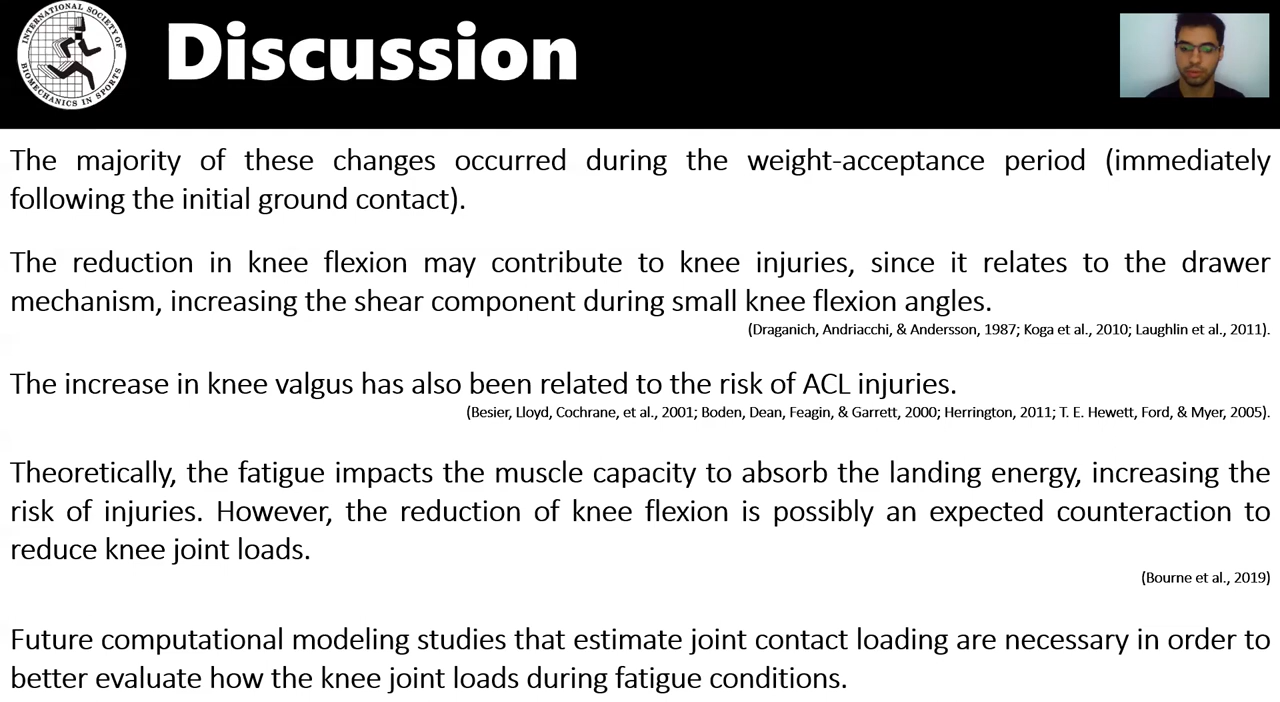 INTERNATIONAL SOCIETY OF
BIOMECHANICS IN SPORTS
Discussion
The majority of these changes occurred during the weight-acceptance period (immediately
following the initial ground contact).
The reduction in knee flexion may contribute to knee injuries, since it relates to the drawer
mechanism, increasing the shear component during small knee flexion angles.
(Draganich, Andriacchi, & Andersson, 1987; Koga et al., 2010; Laughlin et al., 2011).
The increase in knee valgus has also been related to the risk of ACL injuries.
(Besier, Lloyd, Cochrane, et al., 2001; Boden, Dean, Feagin, & Garrett, 2000; Herrington, 2011; T. E. Hewett, Ford, & Myer, 2005).
Theoretically, the fatigue impacts the muscle capacity to absorb the landing energy, increasing the
risk of injuries. However, the reduction of knee flexion is possibly an expected counteraction to
reduce knee joint loads.
(Bourne et al., 2019)
Future computational modeling studies that estimate joint contact loading are necessary in order to
better evaluate how the knee joint loads during fatigue conditions.